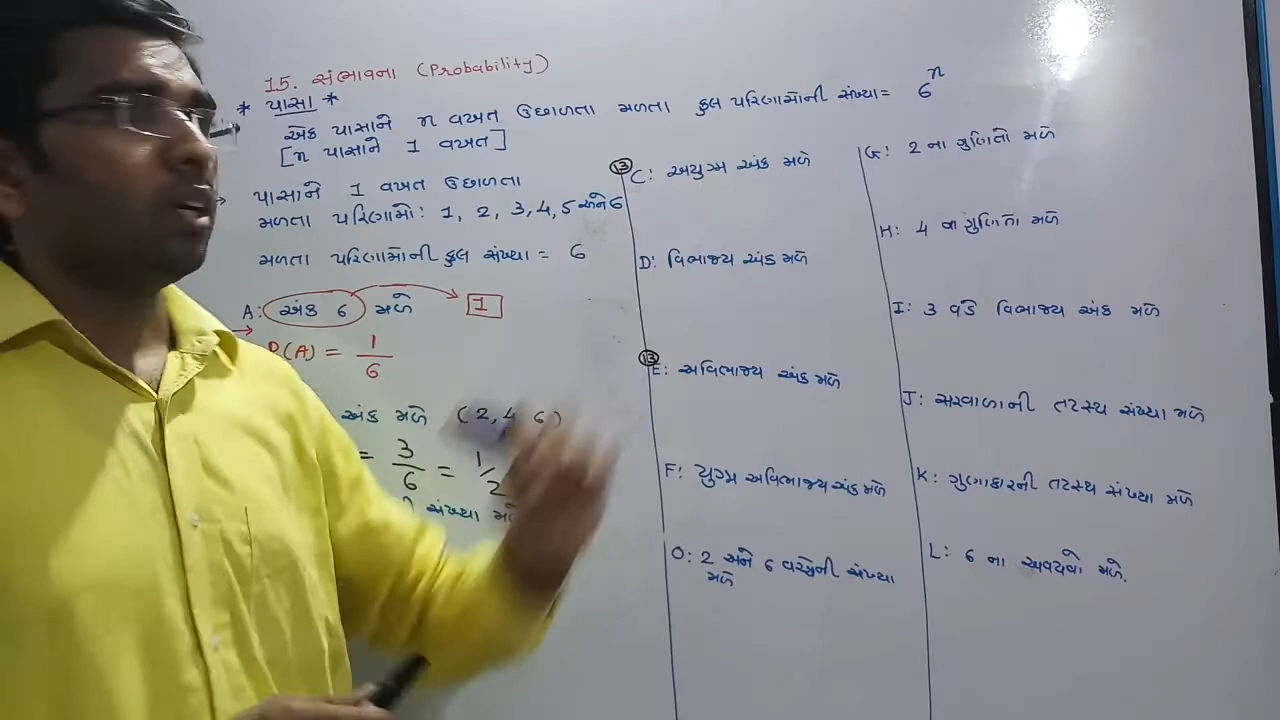 15. સંભાવના (Probability)
* પાસા *
એક પાસાને n વખત ઉછાળતા મળતા કુલ પરિણામોની સંખ્યા = 6ⁿ
[n પાસાને 1 વખત]
પાસાને 1 વખત ઉછાળતા
મળતા પરિણામો: 1, 2, 3, 4, 5 અને 6
મળતા પરિણામોની કુલ સંખ્યા = 6
A: અંક 6 મળે → 1
P(A) = 1/6
અંક મળે (2, 4, 6)
= 3/6 = 1/2
સંખ્યા
13 C: અયુગ્મ અંક મળે
D: વિભાજ્ય અંક મળે
13 E: અવિભાજ્ય અંક મળે
F: યુગ્મ અવિભાજ્ય અંક મળે
O: 2 અને 6 વચ્ચેની સંખ્યા
મળે
G: 2 ના ગુણિતો મળે
H: 4 ના ગુણિતો મળે
I: 3 વડે વિભાજ્ય અંક મળે
J: સરવાળાની તટસ્થ સંખ્યા મળે
K: ગુણાકારની તટસ્થ સંખ્યા મળે
L: 6 ના અવયવો મળે.